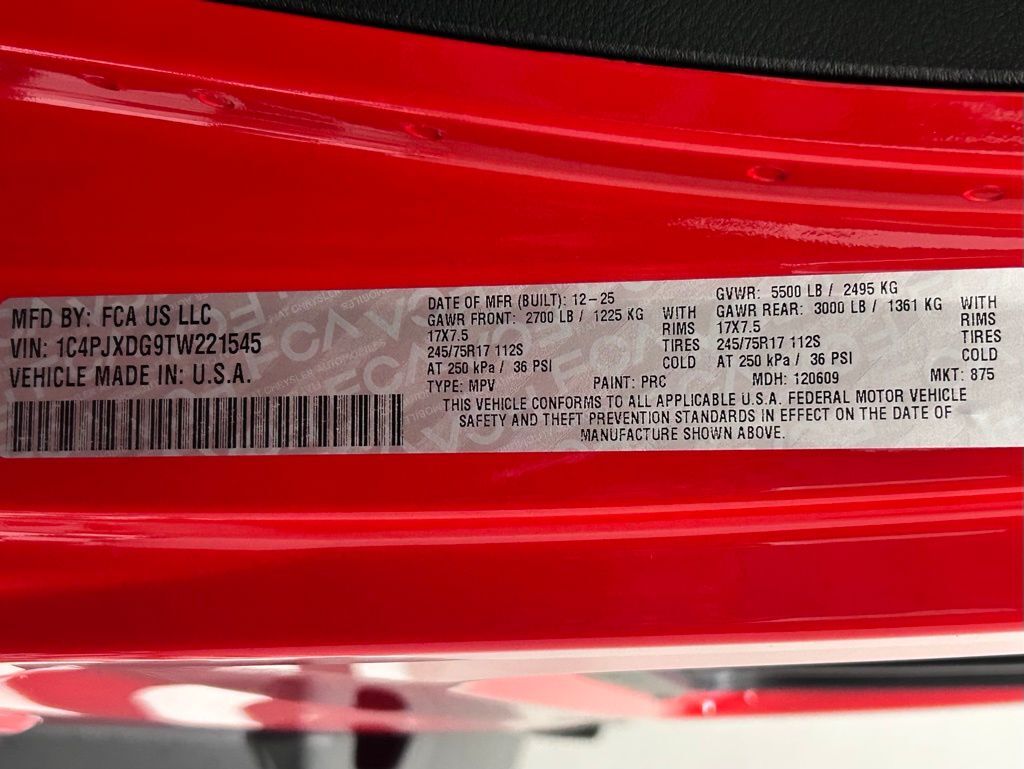 MFD BY: FCA US LLC
VIN: 1C4PJXDG9TW221545
VEHICLE MADE IN: U.S.A.
DATE OF MFR (BUILT): 12-25
GAWR FRONT: 2700 LB / 1225 KG WITH
17X7.5 RIMS
245/75R17 112S TIRES
AT 250 kPa / 36 PSI COLD
GVWR: 5500 LB / 2495 KG
GAWR REAR: 3000 LB / 1361 KG WITH
17X7.5 RIMS
245/75R17 112S TIRES
AT 250 kPa / 36 PSI COLD
TYPE: MPV PAINT: PRC MDH: 120609 MKT: 875
THIS VEHICLE CONFORMS TO ALL APPLICABLE U.S.A. FEDERAL MOTOR VEHICLE
SAFETY AND THEFT PREVENTION STANDARDS IN EFFECT ON THE DATE OF
MANUFACTURE SHOWN ABOVE.